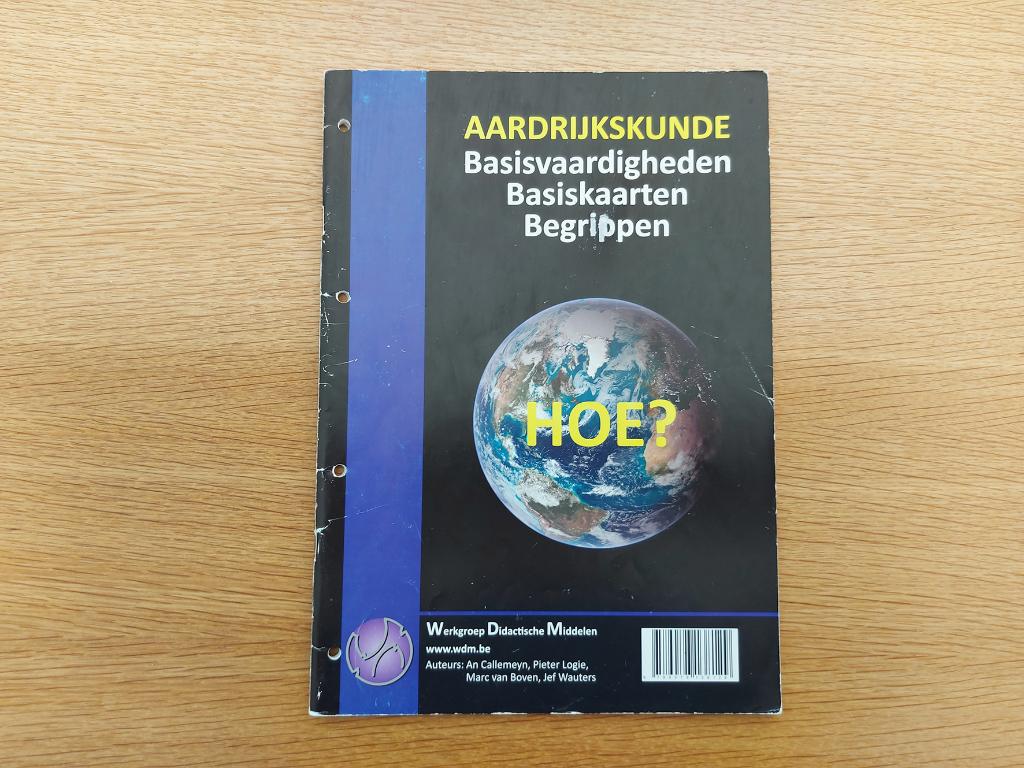 AARDRIJKSKUNDE
Basisvaardigheden
Basiskaarten
Begrippen
HOE?
Werkgroep Didactische Middelen
www.wdm.be
Auteurs: An Callemeyn, Pieter Logie,
Marc van Boven, Jef Wauters